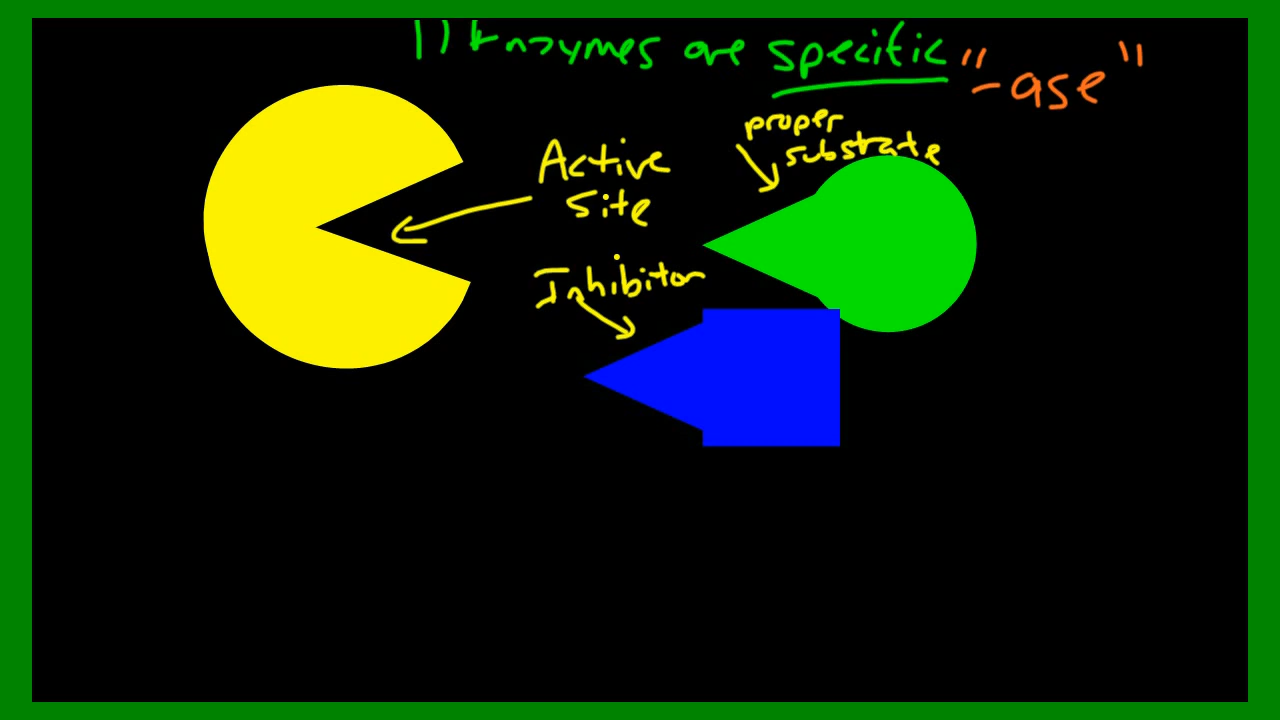 1) Enzymes are specific "-ase"
proper
substrate
Active
Site
Inhibitor